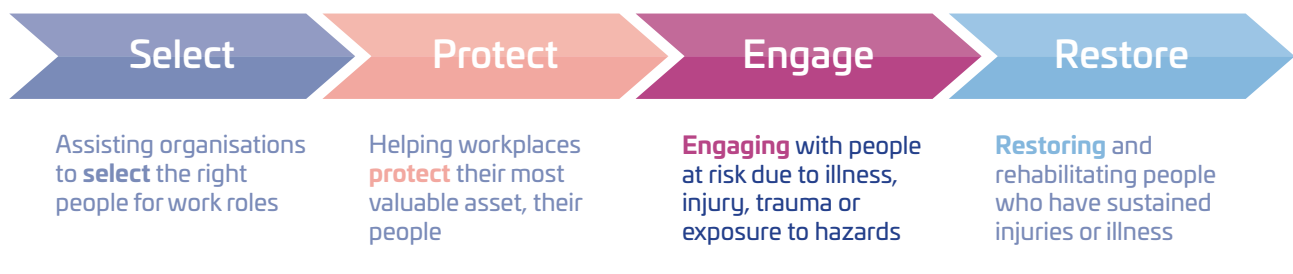 Select
Protect
Engage
Restore
Assisting organisations
to select the right
people for work roles
Helping workplaces
protect their most
valuable asset, their
people
Engaging with people
at risk due to illness,
injury, trauma or
exposure to hazards
Restoring and
rehabilitating people
who have sustained
injuries or illness